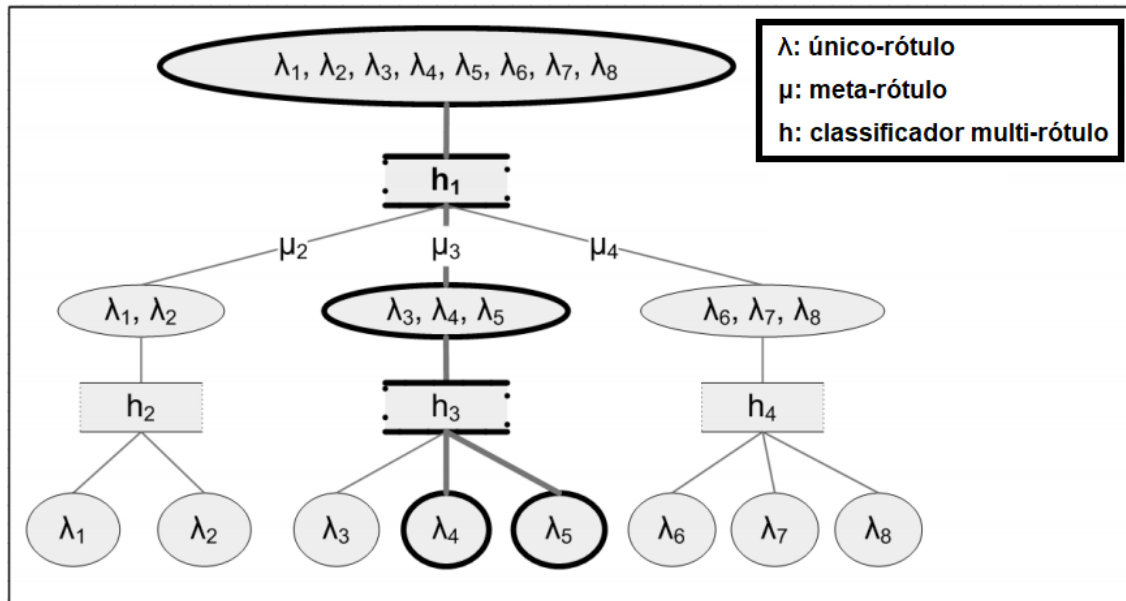 λ1, λ2, λ3, λ4, λ5, λ6, λ7, λ8
λ: único-rótulo
μ: meta-rótulo
h: classificador multi-rótulo
h1
μ2 μ3 μ4
λ1, λ2 λ3, λ4, λ5 λ6, λ7, λ8
h2 h3 h4
λ1 λ2 λ3 λ4 λ5 λ6 λ7 λ8